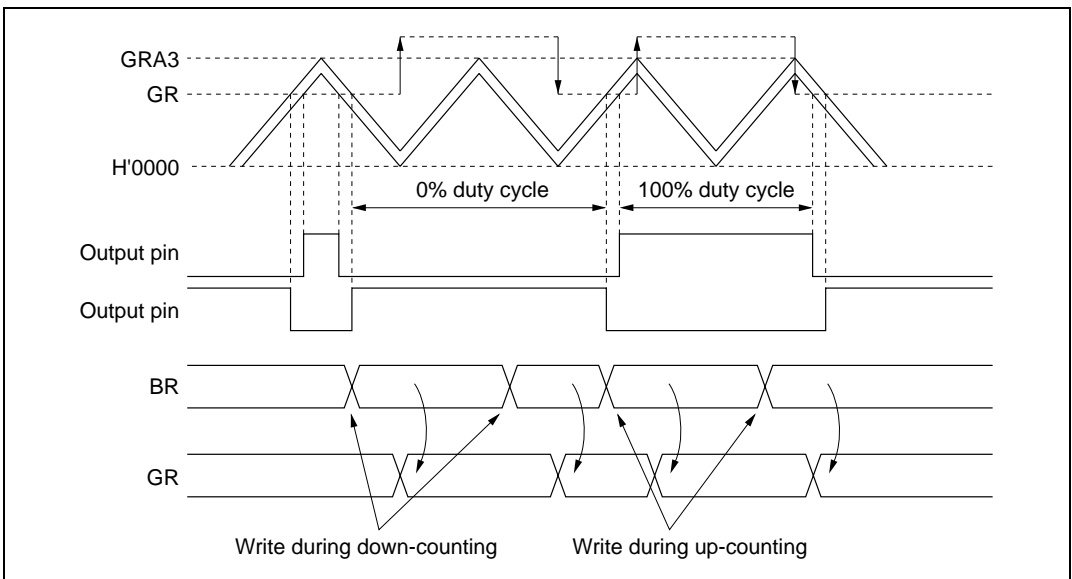 GRA3
GR
H'0000
0% duty cycle
100% duty cycle
Output pin
Output pin
BR
GR
Write during down-counting
Write during up-counting